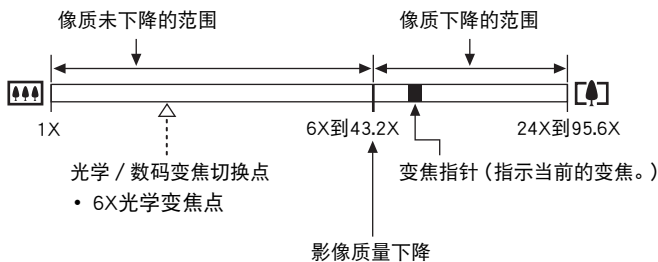 像质未下降的范围
像质下降的范围
1X
6X到43.2X
24X到95.6X
光学 / 数码变焦切换点
• 6X光学变焦点
变焦指针 (指示当前的变焦。)
影像质量下降